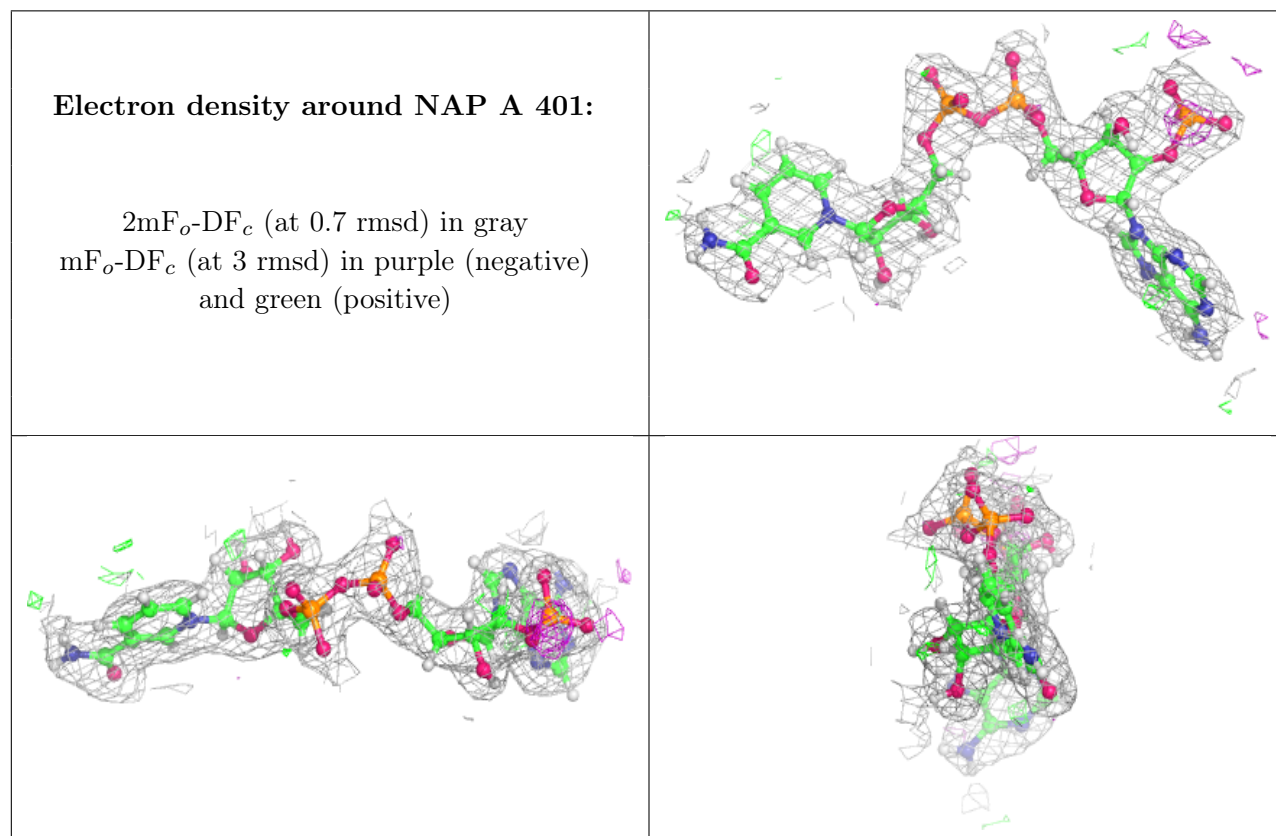 Electron density around NAP A 401:
2mFo-DFc (at 0.7 rmsd) in gray
mFo-DFc (at 3 rmsd) in purple (negative)
and green (positive)